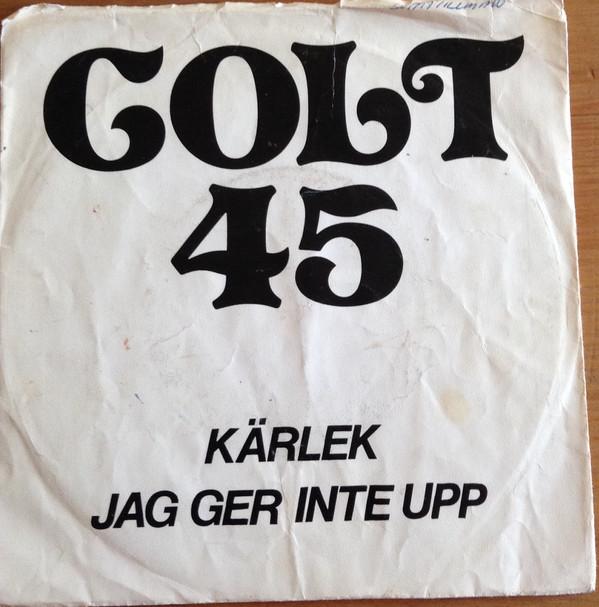 COLT
45
KÄRLEK
JAG GER INTE UPP